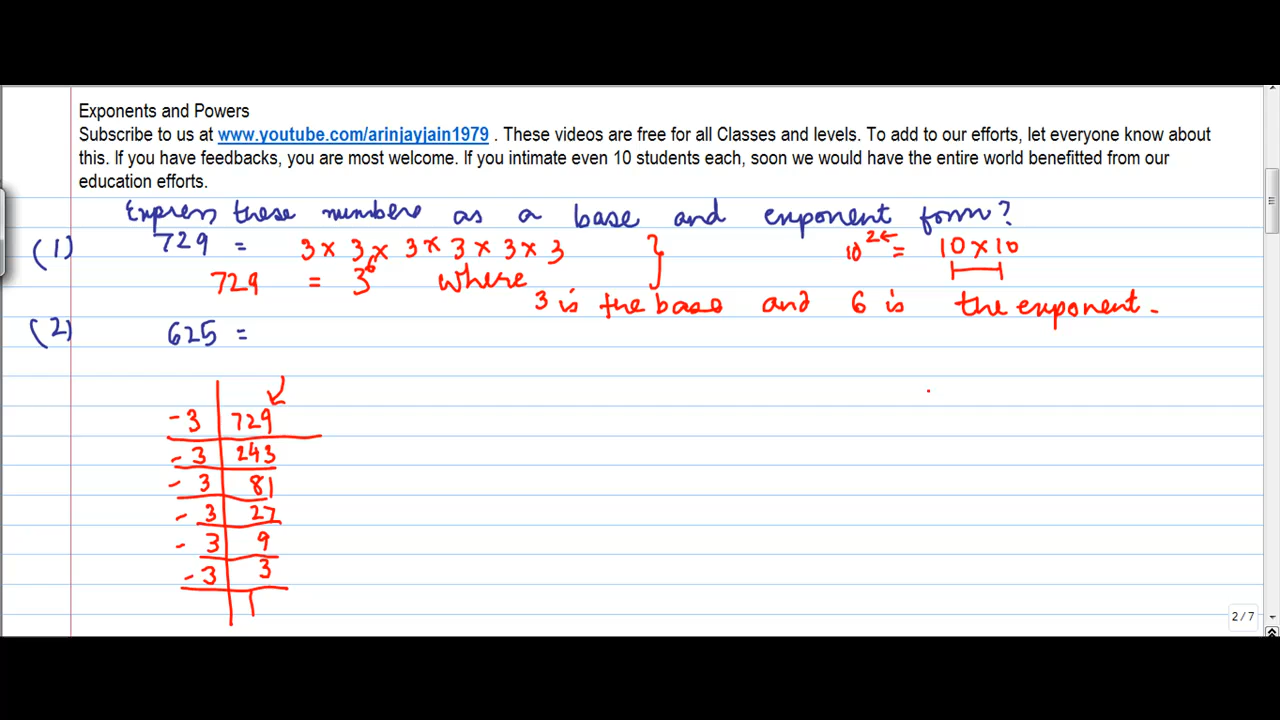 Exponents and Powers
Subscribe to us at www.youtube.com/arinjayjain1979 . These videos are free for all Classes and levels. To add to our efforts, let everyone know about
this. If you have feedbacks, you are most welcome. If you intimate even 10 students each, soon we would have the entire world benefitted from our
education efforts.
Express these numbers as a base and exponent form?
(1) 729 = 3 × 3 × 3 × 3 × 3 × 3 } 10² ← = 10 × 10
729 = 3⁶ where
3 is the base and 6 is the exponent.
(2) 625 =
- 3 | 729
- 3 | 243
- 3 | 81
- 3 | 27
- 3 | 9
- 3 | 3
| 1
2 / 7